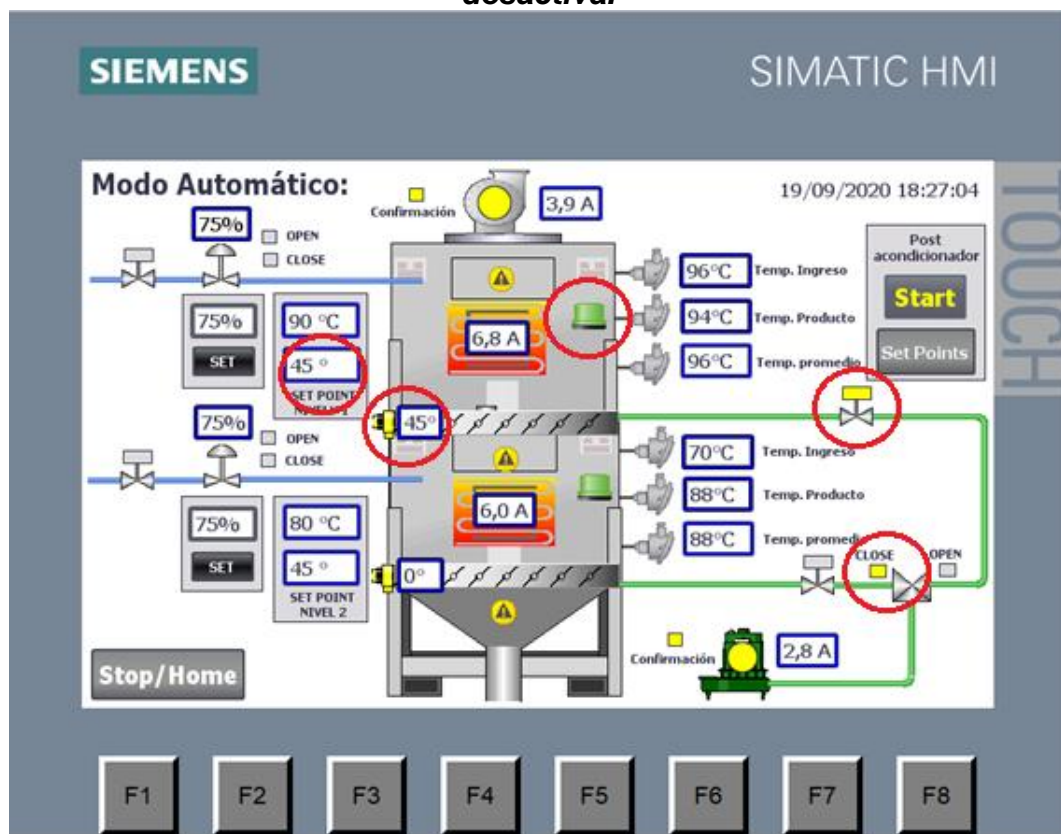 desactivar
SIEMENS
SIMATIC HMI
TOUCH
Modo Automático:
19/09/2020 18:27:04
Confirmación
3,9 A
75%
OPEN
CLOSE
Post
acondicionador
Start
Set Points
96°C Temp. Ingreso
94°C Temp. Producto
96°C Temp. promedio
75%
SET
90 °C
45 °
SET POINT
NIVEL 1
6,8 A
45°
75%
OPEN
CLOSE
70°C Temp. Ingreso
88°C Temp. Producto
88°C Temp. promedio
75%
SET
80 °C
45 °
SET POINT
NIVEL 2
6,0 A
0°
CLOSE
OPEN
Confirmación
2,8 A
Stop/Home
F1 F2 F3 F4 F5 F6 F7 F8